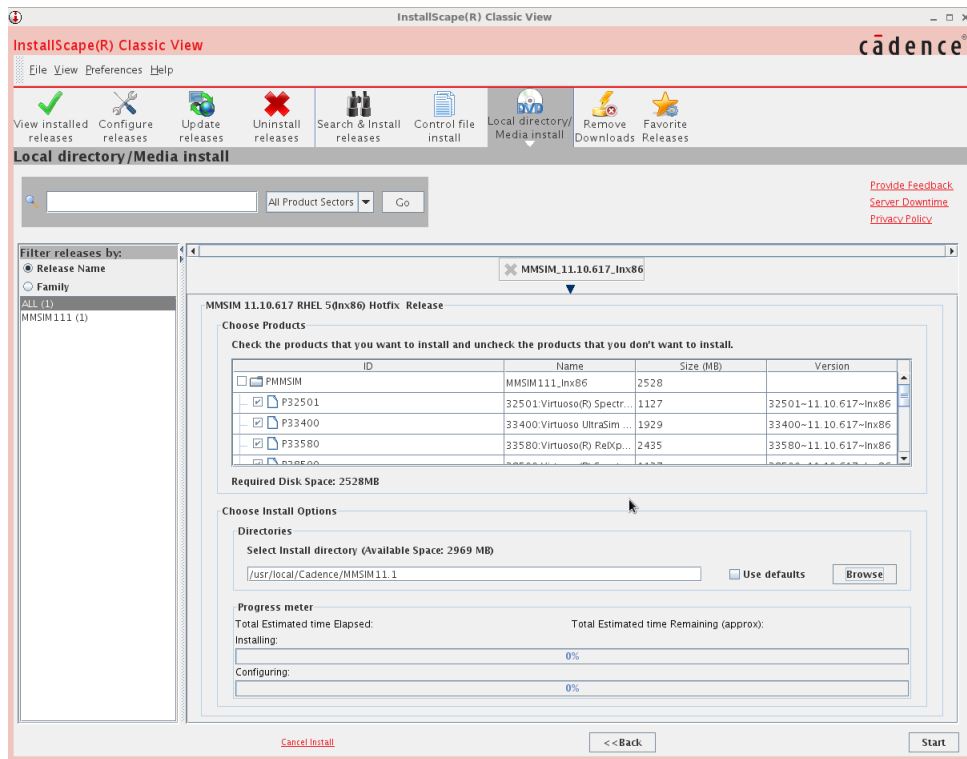 InstallScape(R) Classic View
InstallScape(R) Classic View
cādence®
File View Preferences Help
View installed releases
Configure releases
Update releases
Uninstall releases
Search & Install releases
Control file install
DVD
Local directory/ Media install
Remove Downloads
Favorite Releases
Local directory/Media install
All Product Sectors
Go
Provide Feedback
Server Downtime
Privacy Policy
Filter releases by:
Release Name
Family
ALL (1)
MMSIM111 (1)
MMSIM_11.10.617_lnx86
MMSIM 11.10.617 RHEL 5(lnx86) Hotfix Release
Choose Products
Check the products that you want to install and uncheck the products that you don't want to install.
ID Name Size (MB) Version
PMMSIM MMSIM111_lnx86 2528
P32501 32501:Virtuoso(R) Spectr... 1127 32501~11.10.617~lnx86
P33400 33400:Virtuoso UltraSim ... 1929 33400~11.10.617~lnx86
P33580 33580:Virtuoso(R) RelXp... 2435 33580~11.10.617~lnx86
Required Disk Space: 2528MB
Choose Install Options
Directories
Select Install directory (Available Space: 2969 MB)
/usr/local/Cadence/MMSIM11.1
Use defaults
Browse
Progress meter
Total Estimated time Elapsed: Total Estimated time Remaining (approx):
Installing:
0%
Configuring:
0%
Cancel Install
<<Back
Start